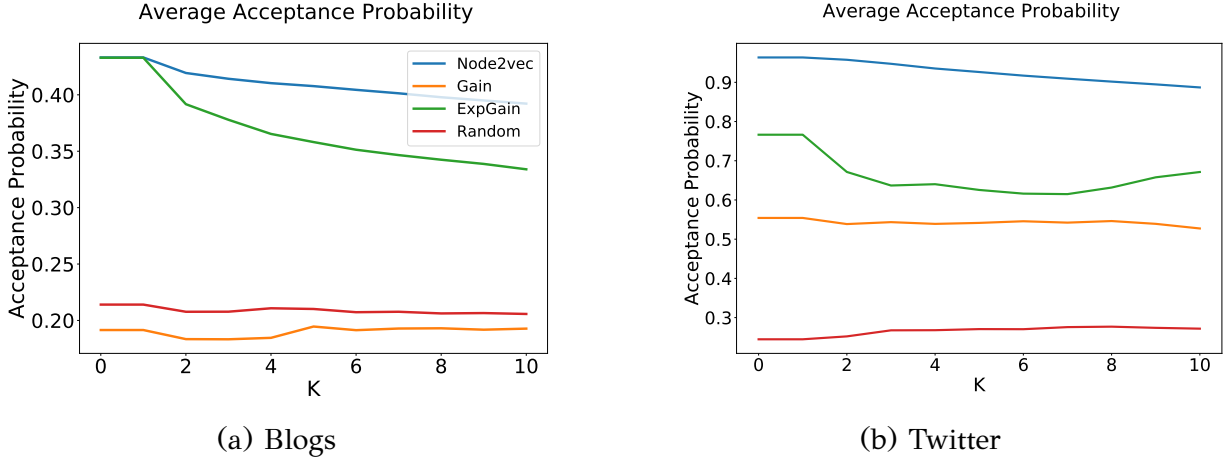 Average Acceptance Probability
Acceptance Probability
0.40
0.35
0.30
0.25
0.20
Node2vec
Gain
ExpGain
Random
0 2 4 6 8 10
K
(a) Blogs
Average Acceptance Probability
Acceptance Probability
0.9
0.8
0.7
0.6
0.5
0.4
0.3
0 2 4 6 8 10
K
(b) Twitter